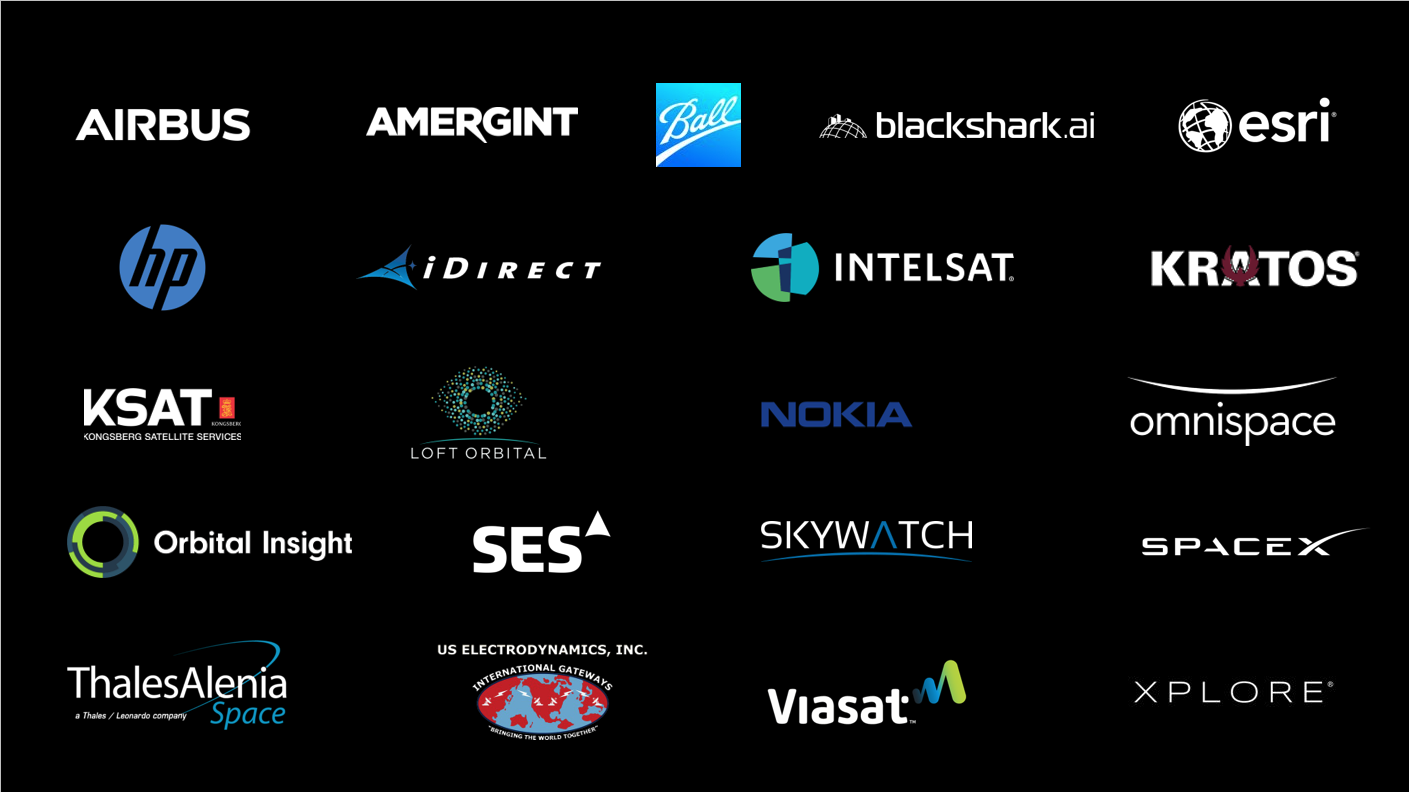 AIRBUS
AMERGINT
Ball
blackshark.ai
esri®
hp
iDIRECT
INTELSAT®
KRATOS®
KSAT
KONGSBERG
KONGSBERG SATELLITE SERVICES
LOFT ORBITAL
NOKIA
omnispace
Orbital Insight
SES
SKYWATCH
SPACEX
ThalesAlenia
a Thales / Leonardo company
Space
US ELECTRODYNAMICS, INC.
INTERNATIONAL GATEWAYS
"BRINGING THE WORLD TOGETHER"
Viasat™
XPLORE®